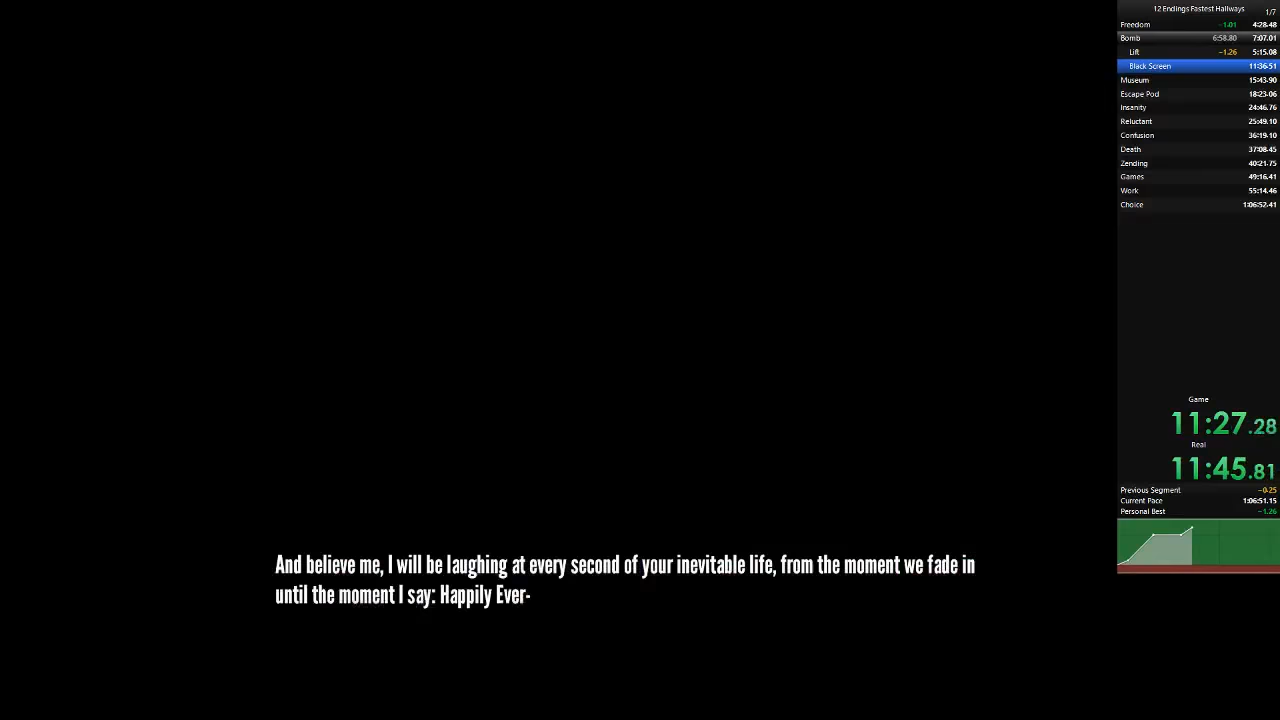 12 Endings Fastest Hallways 1/7
Freedom -1.01 4:28.48
Bomb 6:58.80 7:07.01
Lift -1.26 5:15.08
Black Screen 11:36.51
Museum 15:43.90
Escape Pod 18:23.06
Insanity 24:46.76
Reluctant 25:49.10
Confusion 36:19.10
Death 37:08.45
Zending 40:21.75
Games 49:16.41
Work 55:14.46
Choice 1:06:52.41
Game
11:27.28
Real
11:45.81
Previous Segment -0.25
Current Pace 1:06:51.15
Personal Best -1.26
And believe me, I will be laughing at every second of your inevitable life, from the moment we fade in
until the moment I say: Happily Ever-